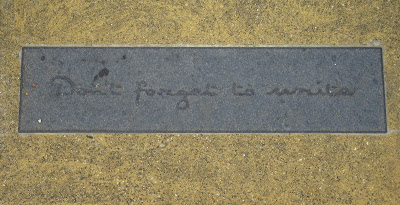 Don't forget to write